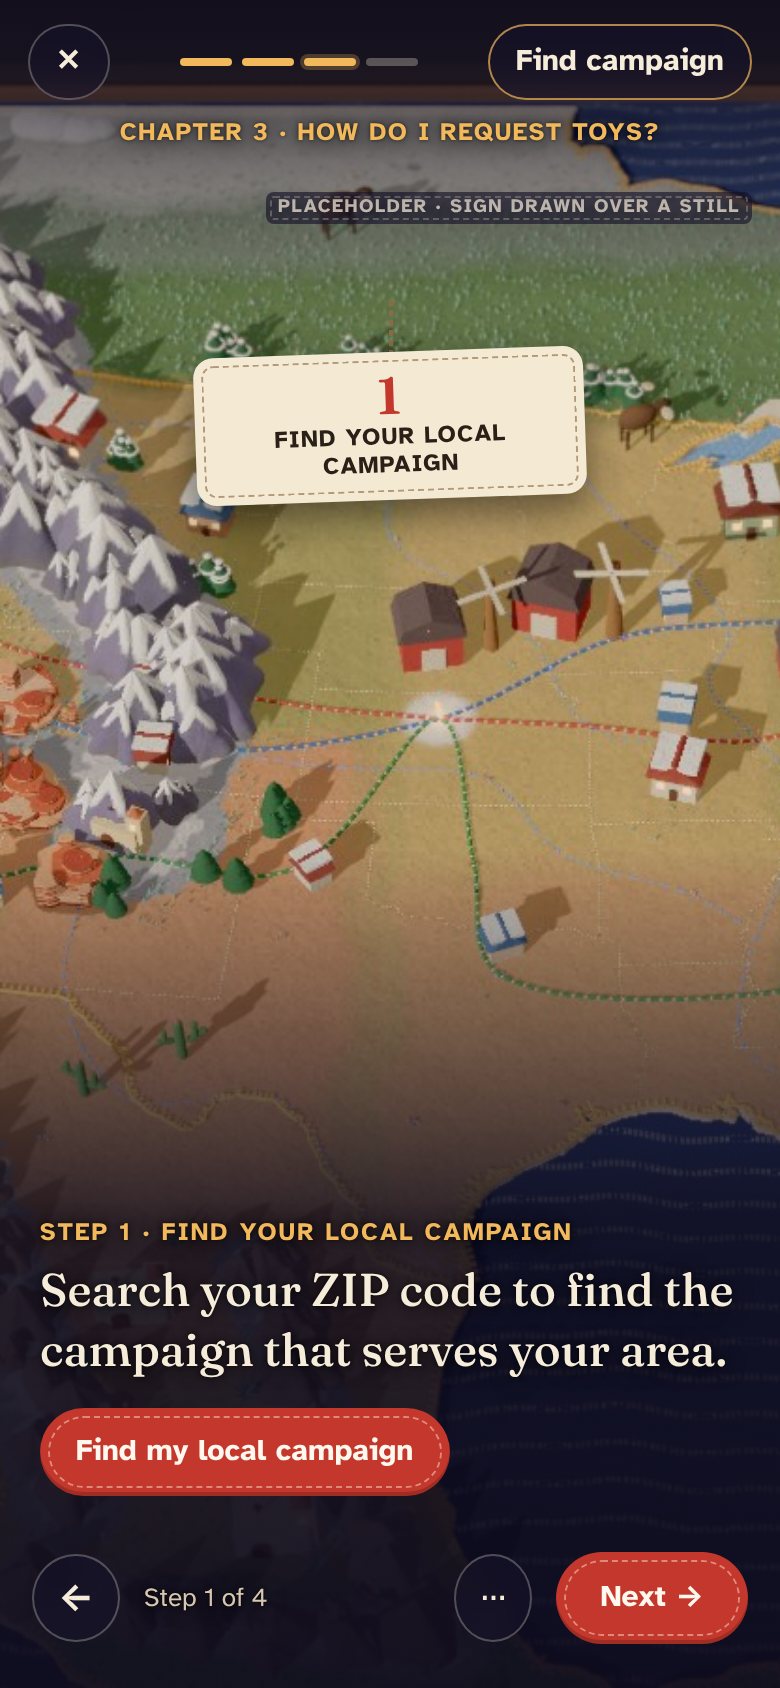 ×
Find campaign
CHAPTER 3 · HOW DO I REQUEST TOYS?
PLACEHOLDER · SIGN DRAWN OVER A STILL
1
FIND YOUR LOCAL
CAMPAIGN
STEP 1 · FIND YOUR LOCAL CAMPAIGN
Search your ZIP code to find the
campaign that serves your area.
Find my local campaign
← Step 1 of 4 ... Next →